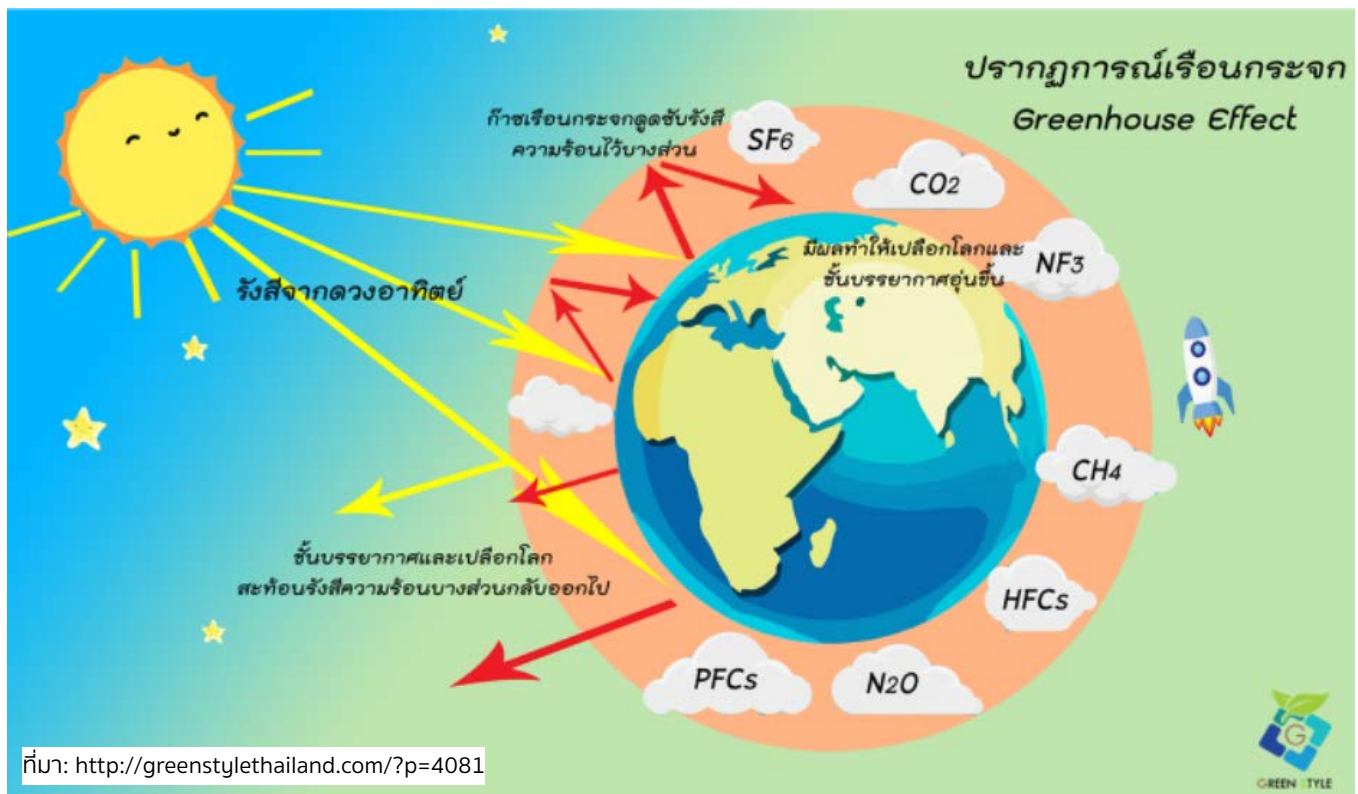 ปรากฏการณ์เรือนกระจก
Greenhouse Effect
ก๊าซเรือนกระจกดูดซับรังสี
ความร้อนไว้บางส่วน
SF6
CO2
NF3
มีผลทำให้เปลือกโลกและ
ชั้นบรรยากาศอุ่นขึ้น
รังสีจากดวงอาทิตย์
CH4
ชั้นบรรยากาศและเปลือกโลก
สะท้อนรังสีความร้อนบางส่วนกลับออกไป
HFCs
PFCs
N2O
G
GREEN STYLE
ที่มา: http://greenstylethailand.com/?p=4081